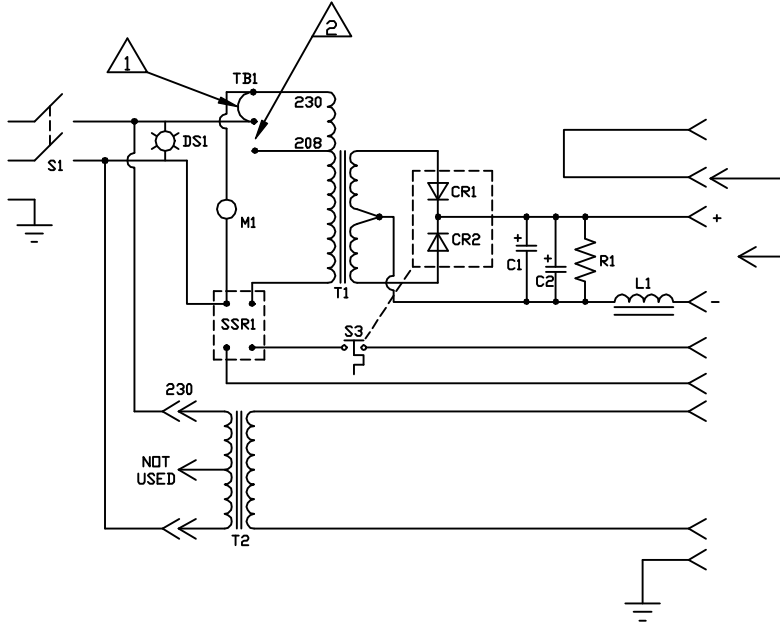 2
1
TB1
230
DS1
208
S1
CR1
M1
+
CR2
+
+
C1
C2
R1
L1
T1
−
SSR1
S3
230
NOT
USED
T2